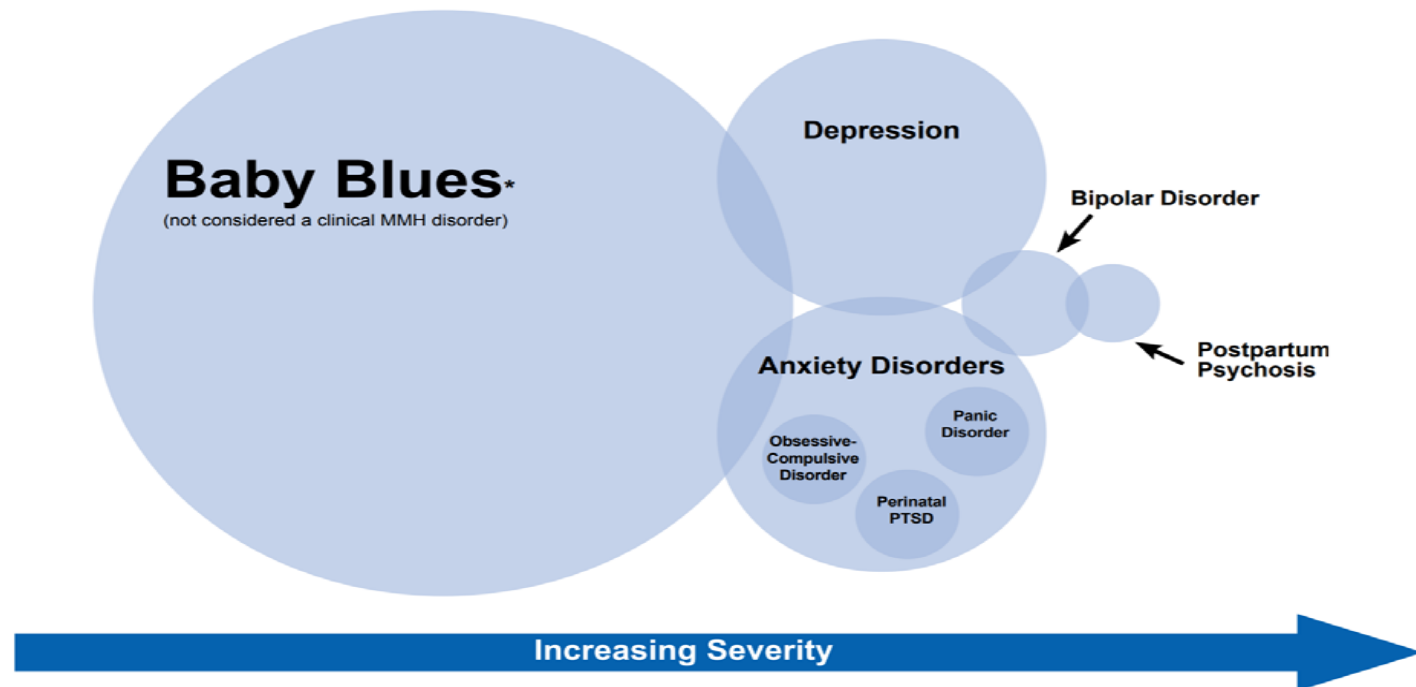 Baby Blues*
(not considered a clinical MMH disorder)
Depression
Bipolar Disorder
Postpartum
Psychosis
Anxiety Disorders
Panic
Disorder
Obsessive-
Compulsive
Disorder
Perinatal
PTSD
Increasing Severity